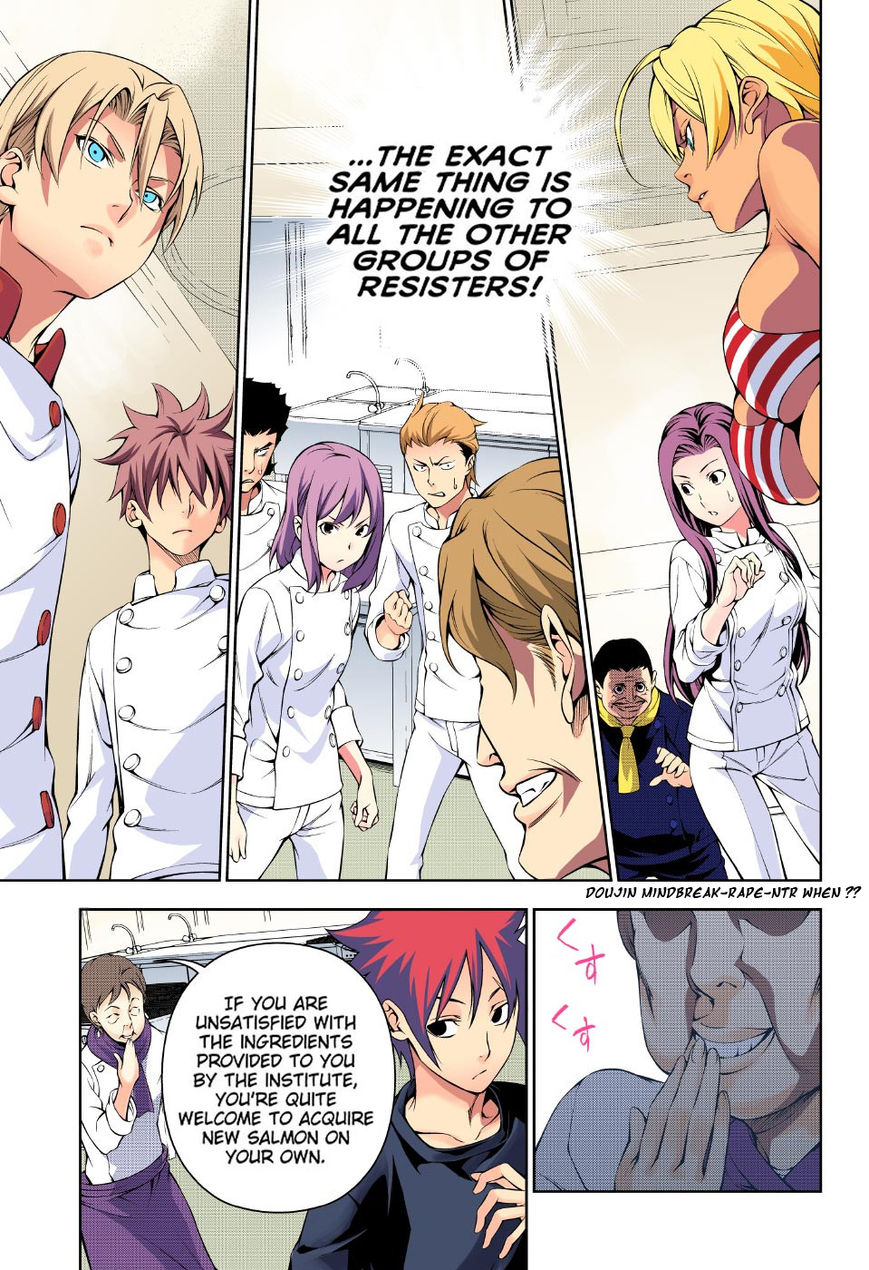 ...THE EXACT
SAME THING IS
HAPPENING TO
ALL THE OTHER
GROUPS OF
RESISTERS!
DOUJIN MINDBREAK-RAPE-NTR WHEN ??
くす
くす
IF YOU ARE
UNSATISFIED WITH
THE INGREDIENTS
PROVIDED TO YOU
BY THE INSTITUTE,
YOU'RE QUITE
WELCOME TO ACQUIRE
NEW SALMON ON
YOUR OWN.